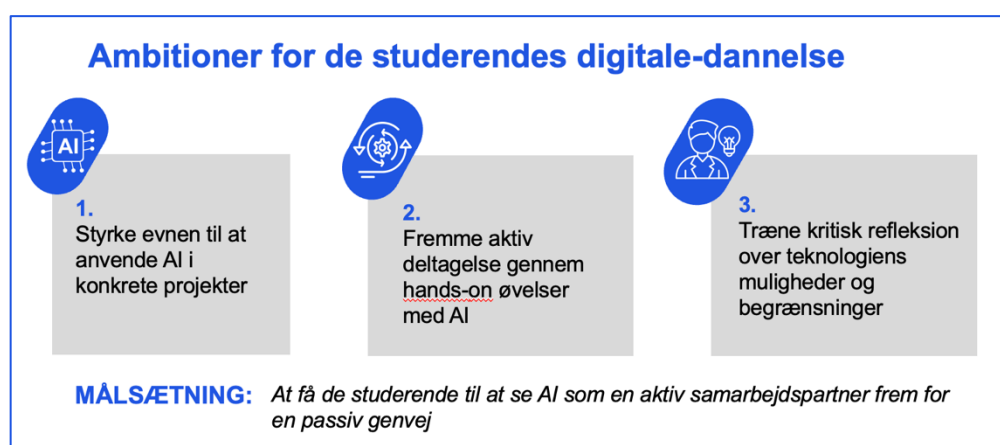 Ambitioner for de studerendes digitale-dannelse
AI
1.
Styrke evnen til at
anvende AI i
konkrete projekter
2.
Fremme aktiv
deltagelse gennem
hands-on øvelser
med AI
3.
Træne kritisk refleksion
over teknologiens
muligheder og
begrænsninger
MÅLSÆTNING: At få de studerende til at se AI som en aktiv samarbejdspartner frem for
en passiv genvej